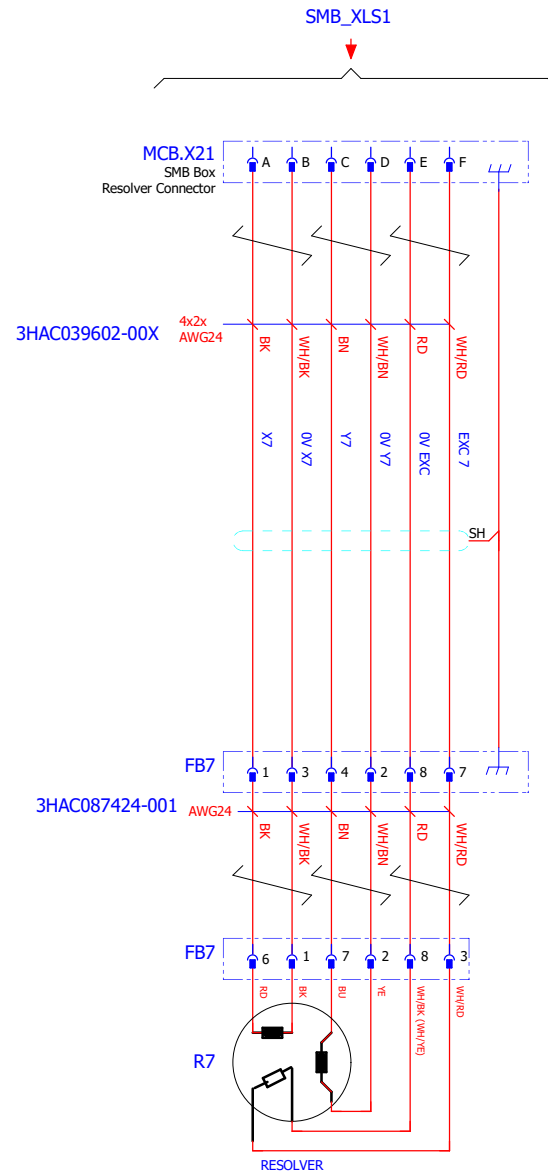 SMB_XLS1
MCB.X21
SMB Box
Resolver Connector
A B C D E F
3HAC039602-00X
4x2x
AWG24
BK WH/BK BN WH/BN RD WH/RD
X7 0V X7 Y7 0V Y7 0V EXC EXC 7
SH
FB7
1 3 4 2 8 7
3HAC087424-001
AWG24
BK WH/BK BN WH/BN RD WH/RD
FB7
6 1 7 2 8 3
RD BK BU YE WH/BK (WH/YE) WH/RD
R7
RESOLVER